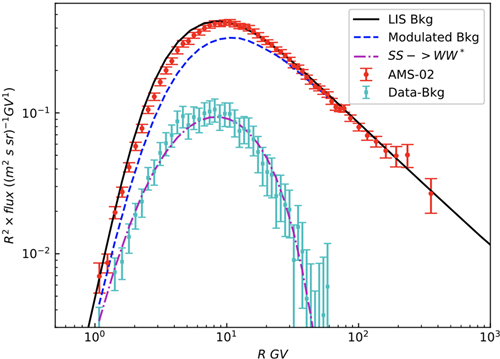 LIS Bkg
Modulated Bkg
SS − > WW*
AMS-02
Data-Bkg
R² × flux ((m² s sr)⁻¹GV¹)
10⁻¹
10⁻²
10⁰
10¹
10²
10³
R GV